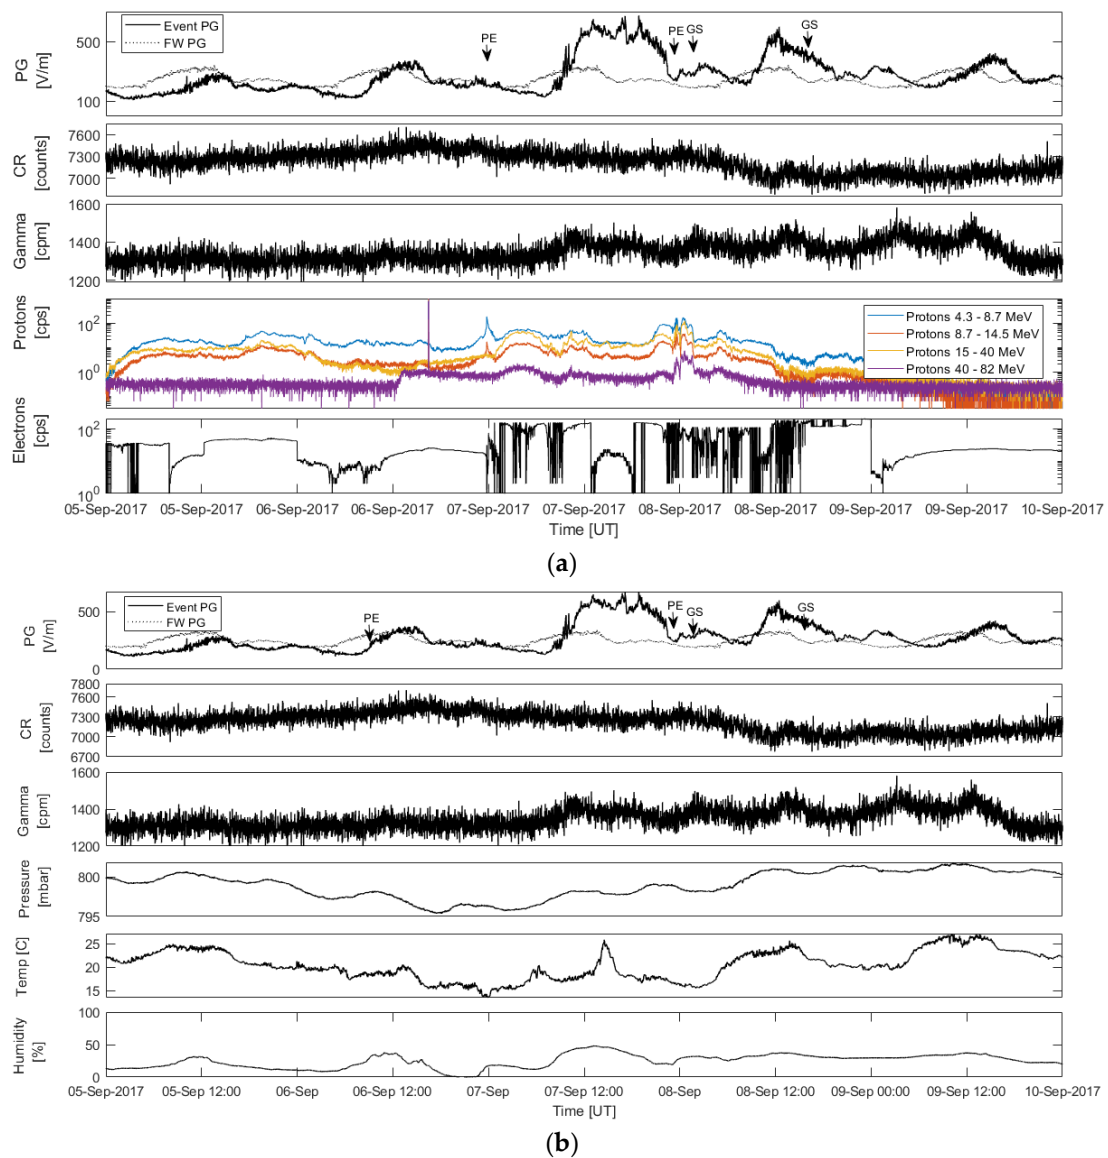 Event PG
FW PG
PE
PE
GS
GS
PG
[V/m]
500
100
CR
[counts]
7600
7300
7000
Gamma
[cpm]
1600
1400
1200
Protons
[cps]
10²
10⁰
Protons 4.3 - 8.7 MeV
Protons 8.7 - 14.5 MeV
Protons 15 - 40 MeV
Protons 40 - 82 MeV
Electrons
[cps]
10²
10⁰
05-Sep-2017 05-Sep-2017 06-Sep-2017 06-Sep-2017 07-Sep-2017 07-Sep-2017 08-Sep-2017 08-Sep-2017 09-Sep-2017 09-Sep-2017 10-Sep-2017
Time [UT]
(a)
Event PG
FW PG
PE
PE
GS
GS
PG
[V/m]
500
0
CR
[counts]
7800
7600
7300
7000
6700
Gamma
[cpm]
1600
1400
1200
Pressure
[mbar]
800
795
Temp [C]
25
20
15
Humidity
[%]
100
50
0
05-Sep-2017 05-Sep 12:00 06-Sep 06-Sep 12:00 07-Sep 07-Sep 12:00 08-Sep 08-Sep 12:00 09-Sep 00:00 09-Sep 12:00 10-Sep-2017
Time [UT]
(b)